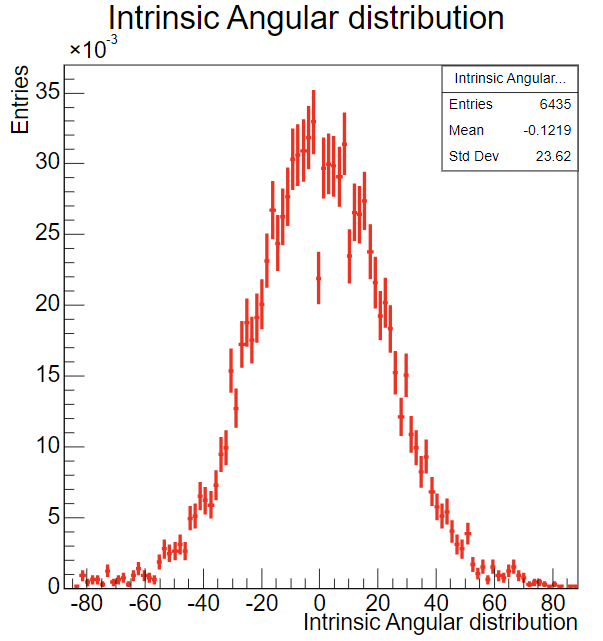 Intrinsic Angular distribution
×10-3
Entries
Intrinsic Angular...
Entries 6435
Mean -0.1219
Std Dev 23.62
35
30
25
20
15
10
5
0
-80 -60 -40 -20 0 20 40 60 80
Intrinsic Angular distribution